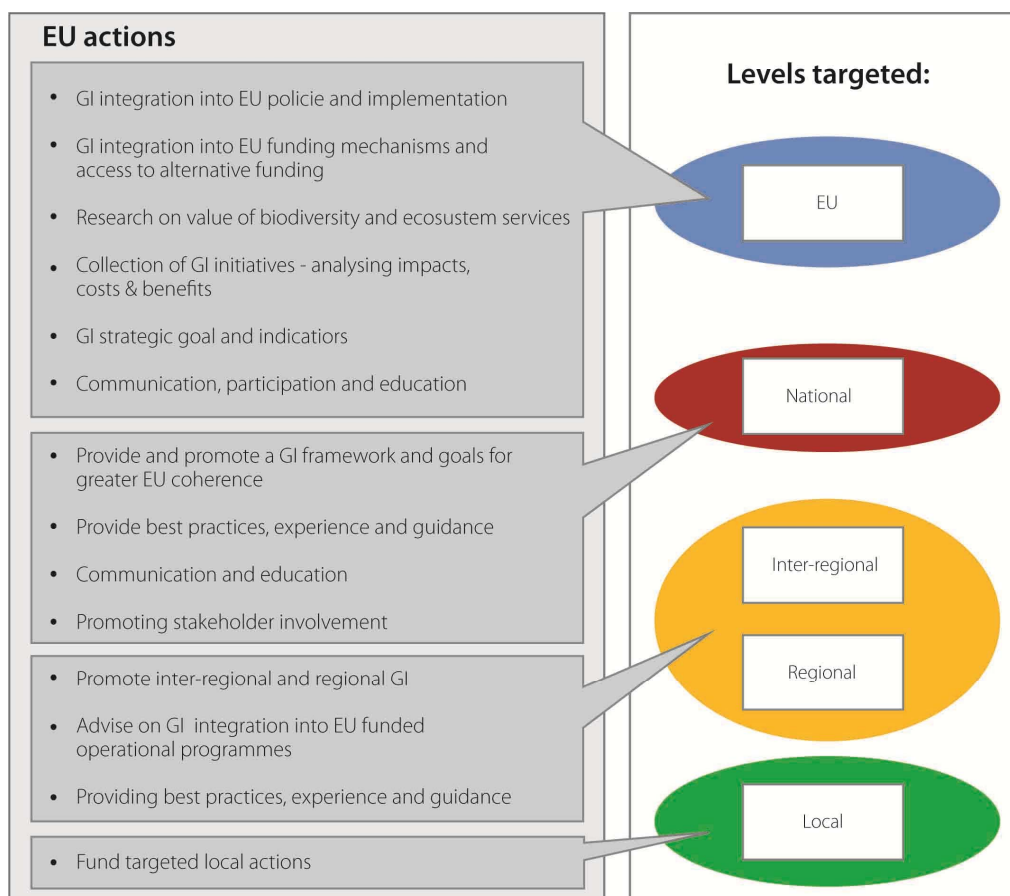 EU actions
• GI integration into EU policie and implementation
• GI integration into EU funding mechanisms and
access to alternative funding
• Research on value of biodiversity and ecosustem services
• Collection of GI initiatives - analysing impacts,
costs & benefits
• GI strategic goal and indicatiors
• Communication, participation and education
• Provide and promote a GI framework and goals for
greater EU coherence
• Provide best practices, experience and guidance
• Communication and education
• Promoting stakeholder involvement
• Promote inter-regional and regional GI
• Advise on GI integration into EU funded
operational programmes
• Providing best practices, experience and guidance
• Fund targeted local actions
Levels targeted:
EU
National
Inter-regional
Regional
Local